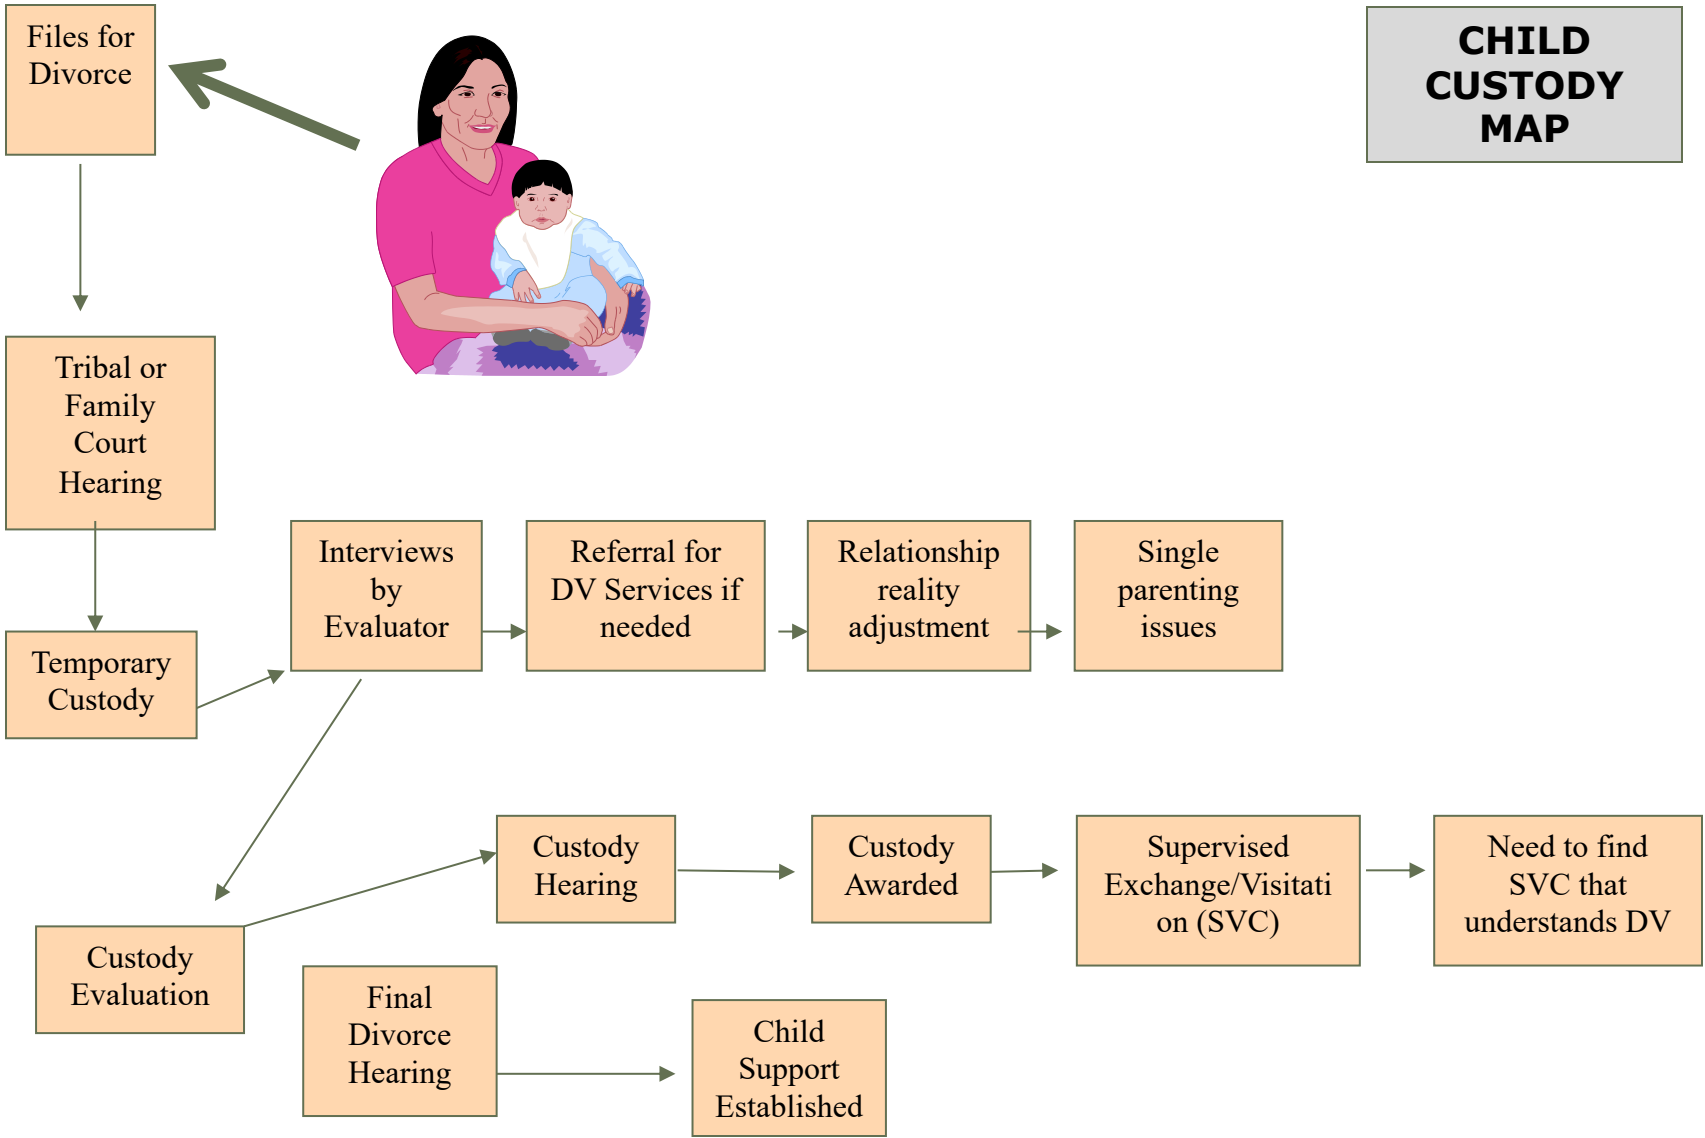 Files for
Divorce
CHILD
CUSTODY
MAP
Tribal or
Family
Court
Hearing
Temporary
Custody
Interviews
by
Evaluator
Referral for
DV Services if
needed
Relationship
reality
adjustment
Single
parenting
issues
Custody
Evaluation
Custody
Hearing
Custody
Awarded
Supervised
Exchange/Visitati
on (SVC)
Need to find
SVC that
understands DV
Final
Divorce
Hearing
Child
Support
Established